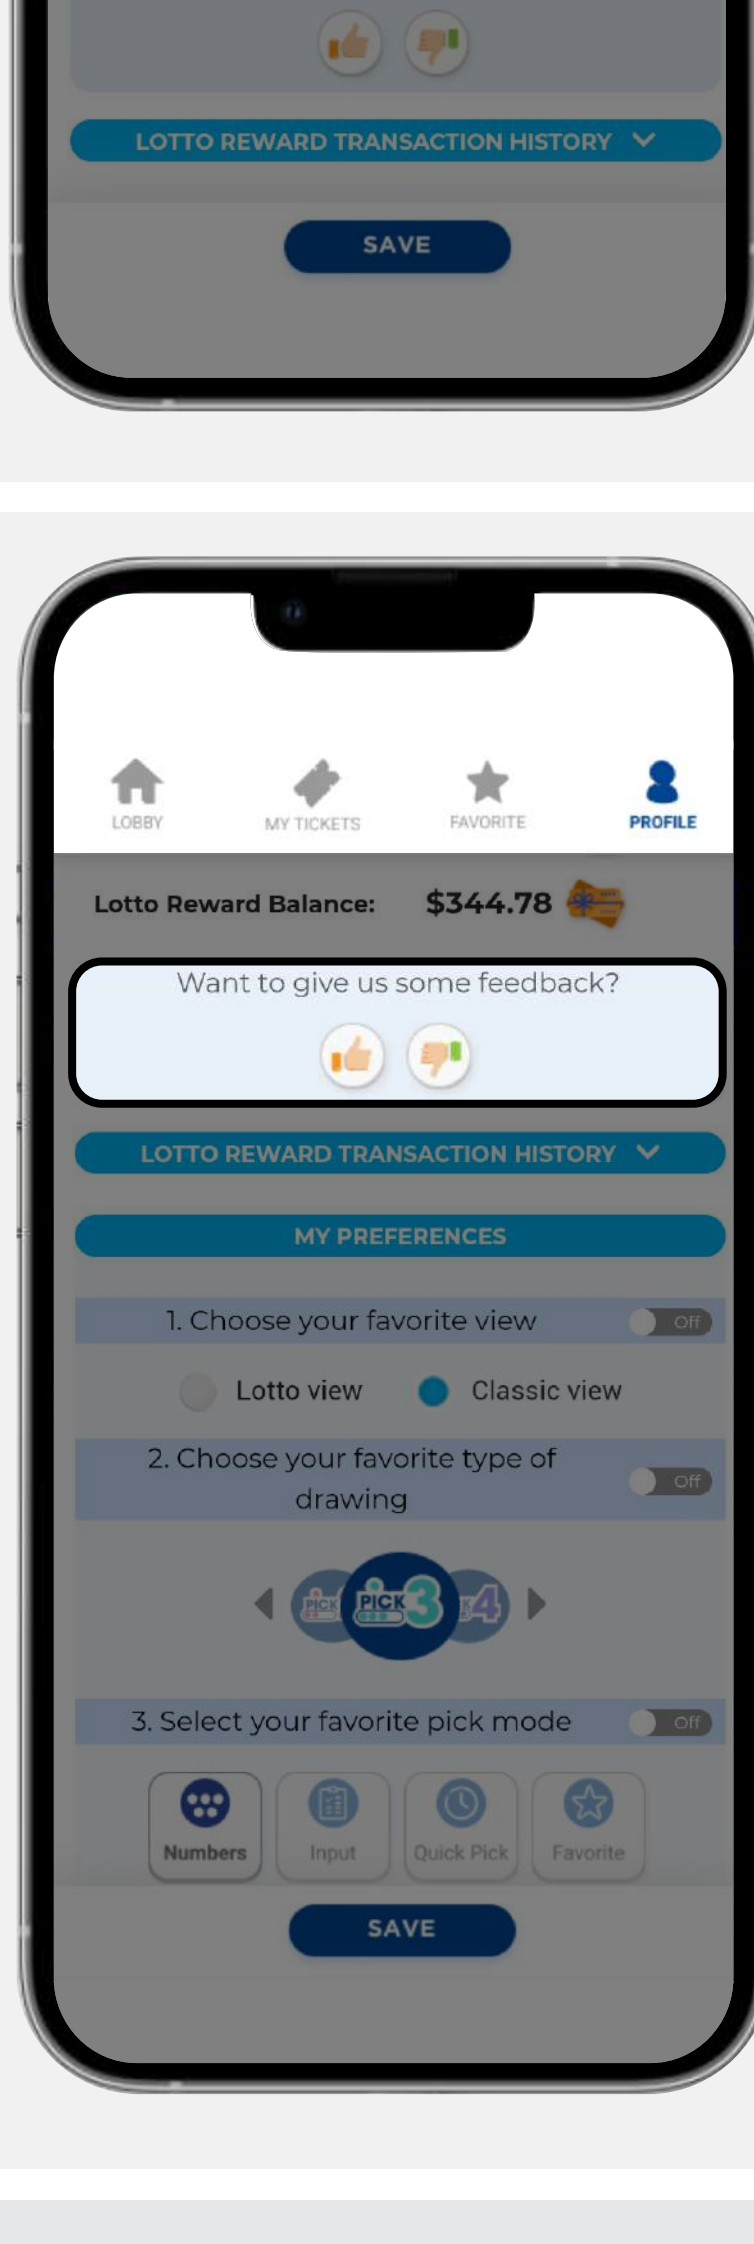 LOTTO REWARD TRANSACTION HISTORY
SAVE
LOBBY
MY TICKETS
FAVORITE
PROFILE
Lotto Reward Balance: $344.78
Want to give us some feedback?
LOTTO REWARD TRANSACTION HISTORY
MY PREFERENCES
1. Choose your favorite view
Off
Lotto view
Classic view
2. Choose your favorite type of
drawing
Off
PICK
PICK 3
4
3. Select your favorite pick mode
Off
Numbers
Input
Quick Pick
Favorite
SAVE